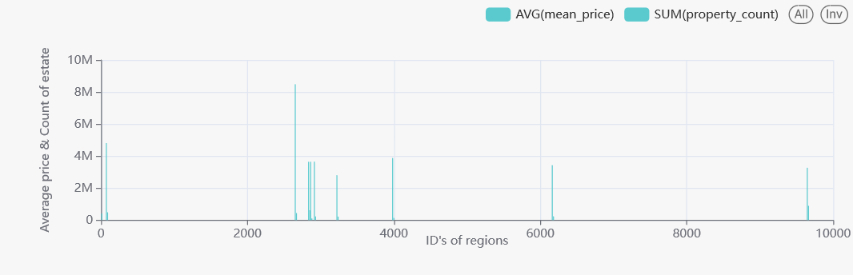 AVG(mean_price) SUM(property_count) All Inv
Average price & Count of estate
10M
8M
6M
4M
2M
0
0 2000 4000 6000 8000 10000
ID's of regions